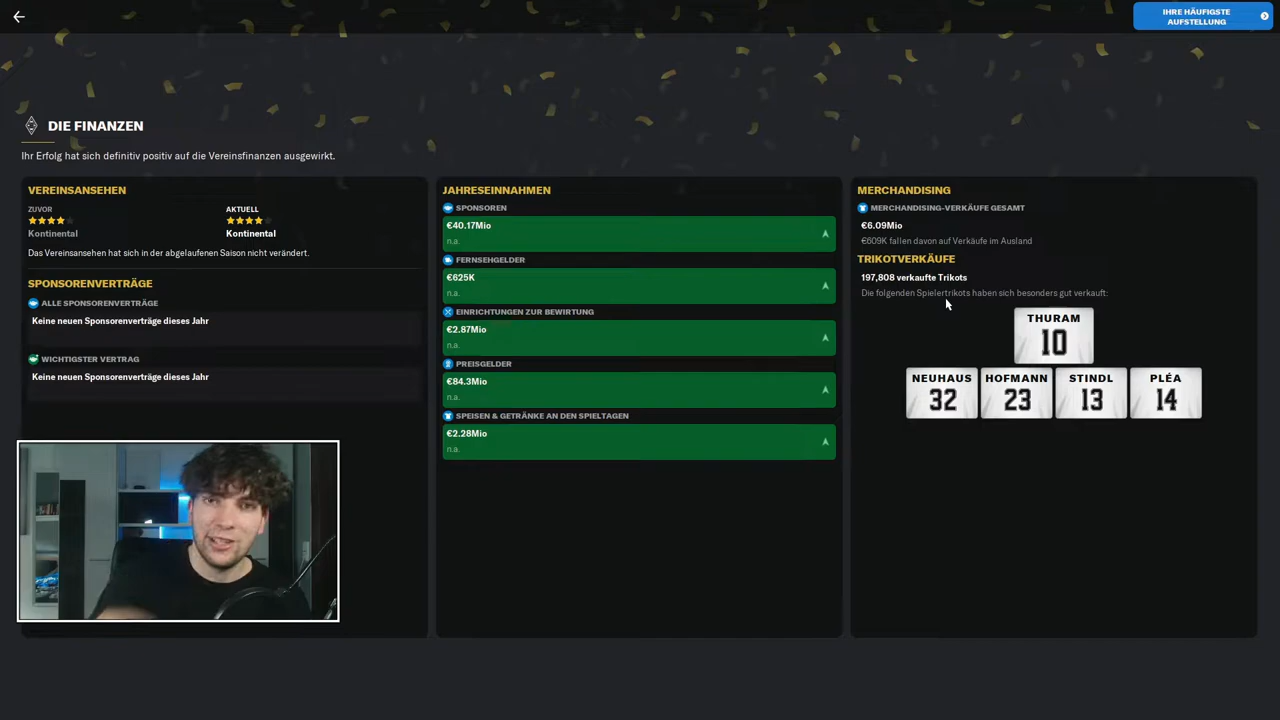 IHRE HÄUFIGSTE
AUFSTELLUNG
DIE FINANZEN
Ihr Erfolg hat sich definitiv positiv auf die Vereinsfinanzen ausgewirkt.
VEREINSANSEHEN
ZUVOR
AKTUELL
Kontinental
Kontinental
Das Vereinsansehen hat sich in der abgelaufenen Saison nicht verändert.
SPONSORENVERTRÄGE
ALLE SPONSORENVERTRÄGE
Keine neuen Sponsorenverträge dieses Jahr
WICHTIGSTER VERTRAG
Keine neuen Sponsorenverträge dieses Jahr
JAHRESEINNAHMEN
SPONSOREN
€40.17Mio
n.a.
FERNSEHGELDER
€625K
n.a.
EINRICHTUNGEN ZUR BEWIRTUNG
€2.87Mio
n.a.
PREISGELDER
€84.3Mio
n.a.
SPEISEN & GETRÄNKE AN DEN SPIELTAGEN
€2.28Mio
n.a.
MERCHANDISING
MERCHANDISING-VERKÄUFE GESAMT
€6.09Mio
€609K fallen davon auf Verkäufe im Ausland
TRIKOTVERKÄUFE
197,808 verkaufte Trikots
Die folgenden Spielertrikots haben sich besonders gut verkauft:
THURAM
10
NEUHAUS
32
HOFMANN
23
STINDL
13
PLÉA
14